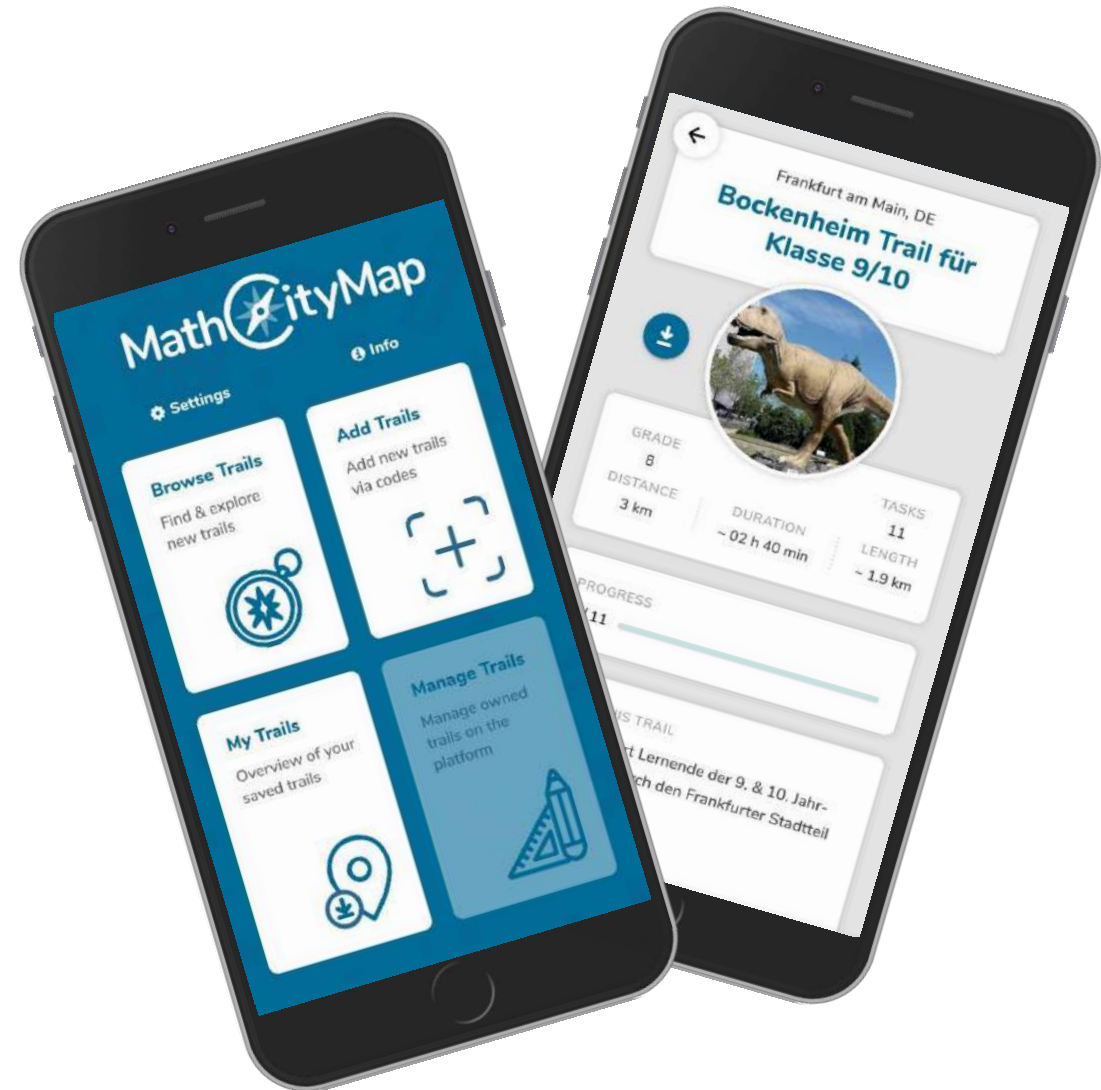 MathCityMap
Settings
Info
Browse Trails
Find & explore
new trails
Add Trails
Add new trails
via codes
My Trails
Overview of your
saved trails
Manage Trails
Manage owned
trails on the
platform
Frankfurt am Main, DE
Bockenheim Trail für
Klasse 9/10
GRADE
8
DISTANCE
3 km
DURATION
~ 02 h 40 min
TASKS
11
LENGTH
~ 1.9 km
PROGRESS
/11
TRAIL
Lernende der 9. & 10. Jahr-
den Frankfurter Stadtteil